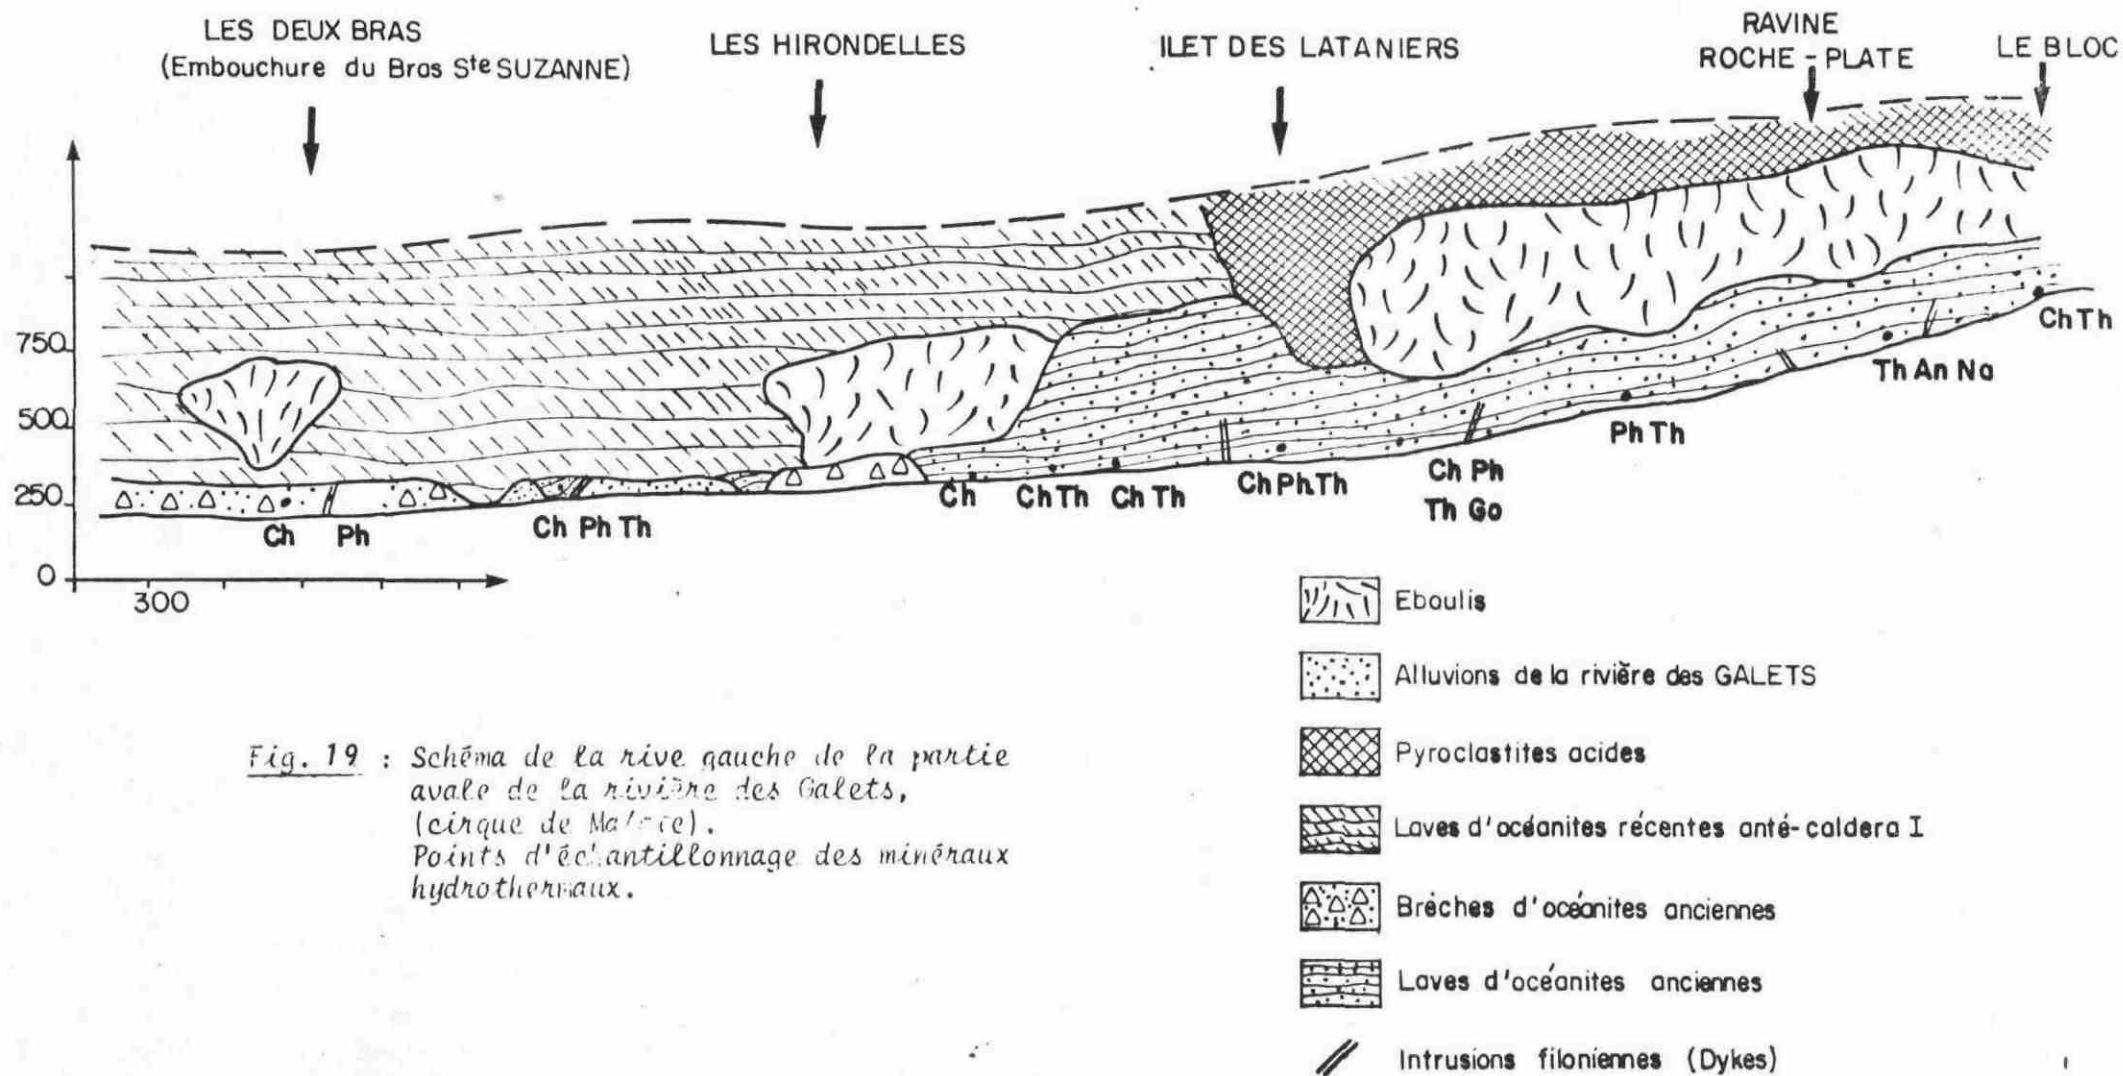 LES DEUX BRAS
(Embouchure du Bras Ste SUZANNE)
LES HIRONDELLES
ILET DES LATANIERS
RAVINE
ROCHE - PLATE
LE BLOC
750
500
250
0
300
Ch
Ph
Ch Ph Th
Ch
Ch Th
Ch Th
Ch Ph.Th
Ch Ph
Th Go
Ph Th
Th An Na
Ch Th
Eboulis
Alluvions de la rivière des GALETS
Pyroclastites acides
Laves d'océanites récentes anté-caldera I
Brèches d'océanites anciennes
Laves d'océanites anciennes
Intrusions filoniennes (Dykes)
Fig. 19 : Schéma de la rive gauche de la partie
avale de la rivière des Galets,
(cirque de
Points d'échantillonnage des minéraux
hydrothermaux.